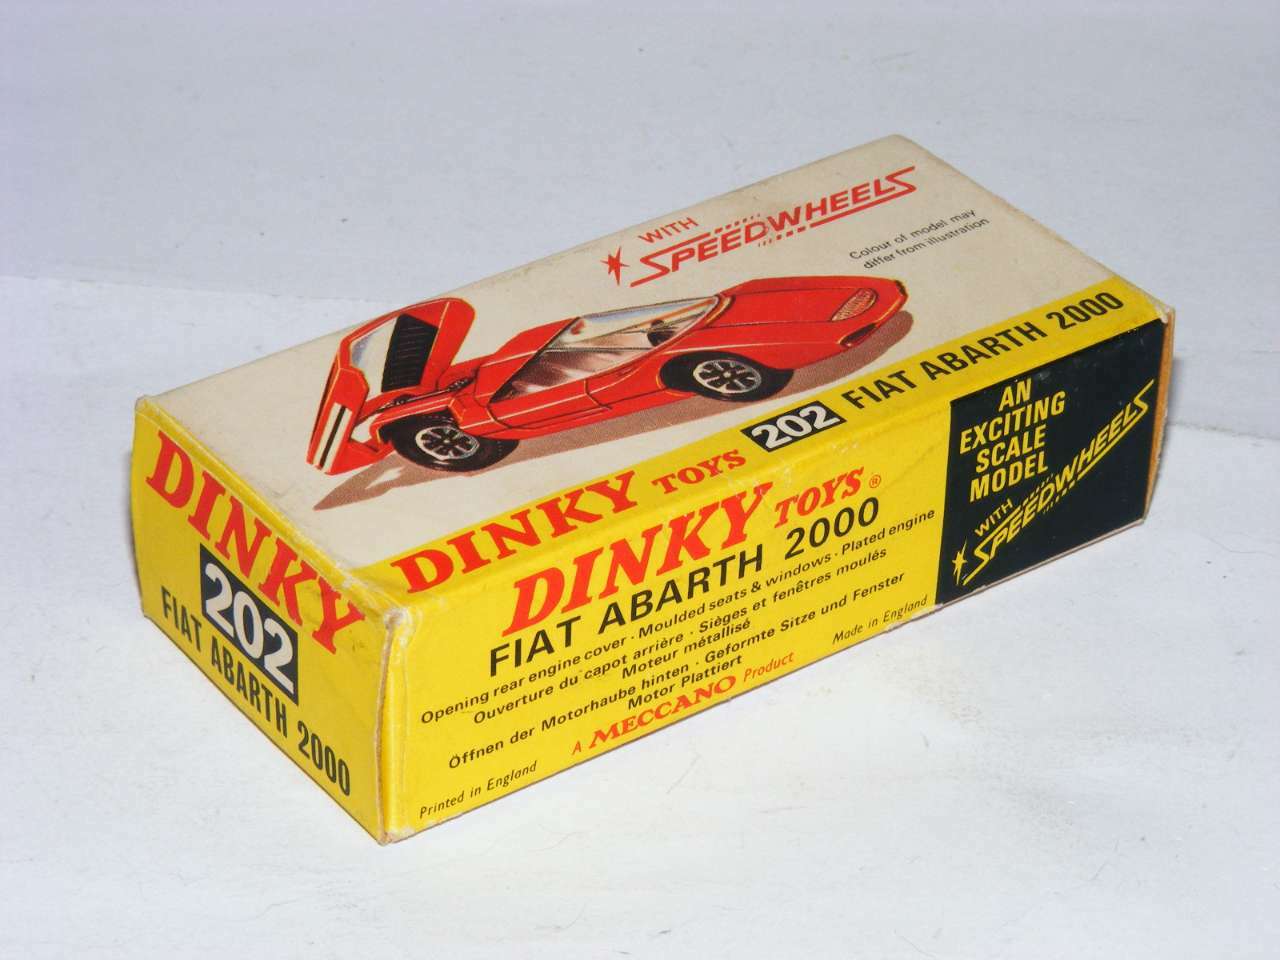 WITH
SPEEDWHEELS
Colour of model may
differ from illustration
DINKY TOYS 202 FIAT ABARTH 2000
DINKY
202
FIAT ABARTH 2000
DINKY TOYS®
FIAT ABARTH 2000
Opening rear engine cover · Moulded seats & windows · Plated engine
Ouverture du capot arrière · Sièges et fenêtres moulés
Moteur métallisé
Öffnen der Motorhaube hinten · Geformte Sitze und Fenster
Motor Plattiert
A MECCANO Product
Printed in England
Made in England
AN
EXCITING
SCALE
MODEL
WITH
SPEEDWHEELS